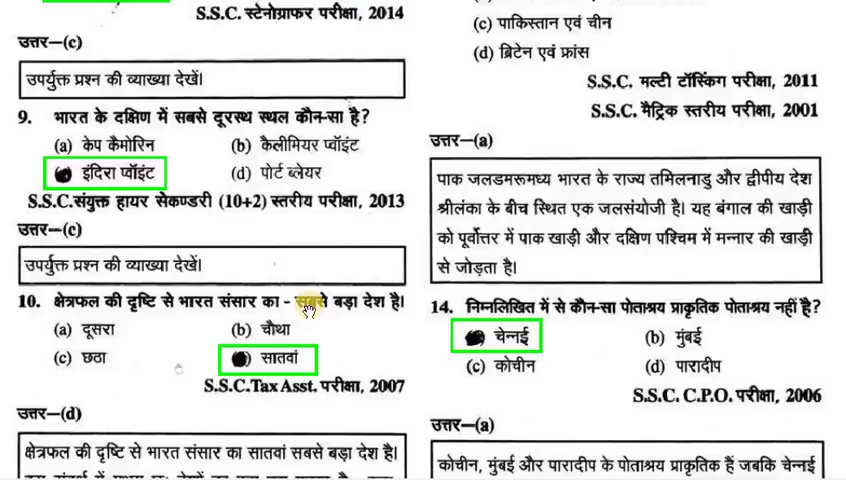 S.S.C. स्टेनोग्राफर परीक्षा, 2014
उत्तर–(c)
उपर्युक्त प्रश्न की व्याख्या देखें।
9. भारत के दक्षिण में सबसे दूरस्थ स्थल कौन-सा है?
(a) केप कैमोरिन (b) कैलीमियर प्वॉइंट
इंदिरा प्वॉइंट (d) पोर्ट ब्लेयर
S.S.C.संयुक्त हायर सेकण्डरी (10+2) स्तरीय परीक्षा, 2013
उत्तर–(c)
उपर्युक्त प्रश्न की व्याख्या देखें।
10. क्षेत्रफल की दृष्टि से भारत संसार का - सबसे बड़ा देश है।
(a) दूसरा (b) चौथा
(c) छठा ) सातवां
S.S.C.Tax Asst. परीक्षा, 2007
उत्तर–(d)
क्षेत्रफल की दृष्टि से भारत संसार का सातवां सबसे बड़ा देश है।
(c) पाकिस्तान एवं चीन
(d) ब्रिटेन एवं फ्रांस
S.S.C. मल्टी टॉस्किंग परीक्षा, 2011
S.S.C. मैट्रिक स्तरीय परीक्षा, 2001
उत्तर–(a)
पाक जलडमरूमध्य भारत के राज्य तमिलनाडु और द्वीपीय देश
श्रीलंका के बीच स्थित एक जलसंयोजी है। यह बंगाल की खाड़ी
को पूर्वोत्तर में पाक खाड़ी और दक्षिण पश्चिम में मन्नार की खाड़ी
से जोड़ता है।
14. निम्नलिखित में से कौन-सा पोताश्रय प्राकृतिक पोताश्रय नहीं है?
) चेन्नई (b) मुंबई
(c) कोचीन (d) पारादीप
S.S.C. C.P.O. परीक्षा, 2006
उत्तर–(a)
कोचीन, मुंबई और पारादीप के पोताश्रय प्राकृतिक हैं जबकि चेन्नई